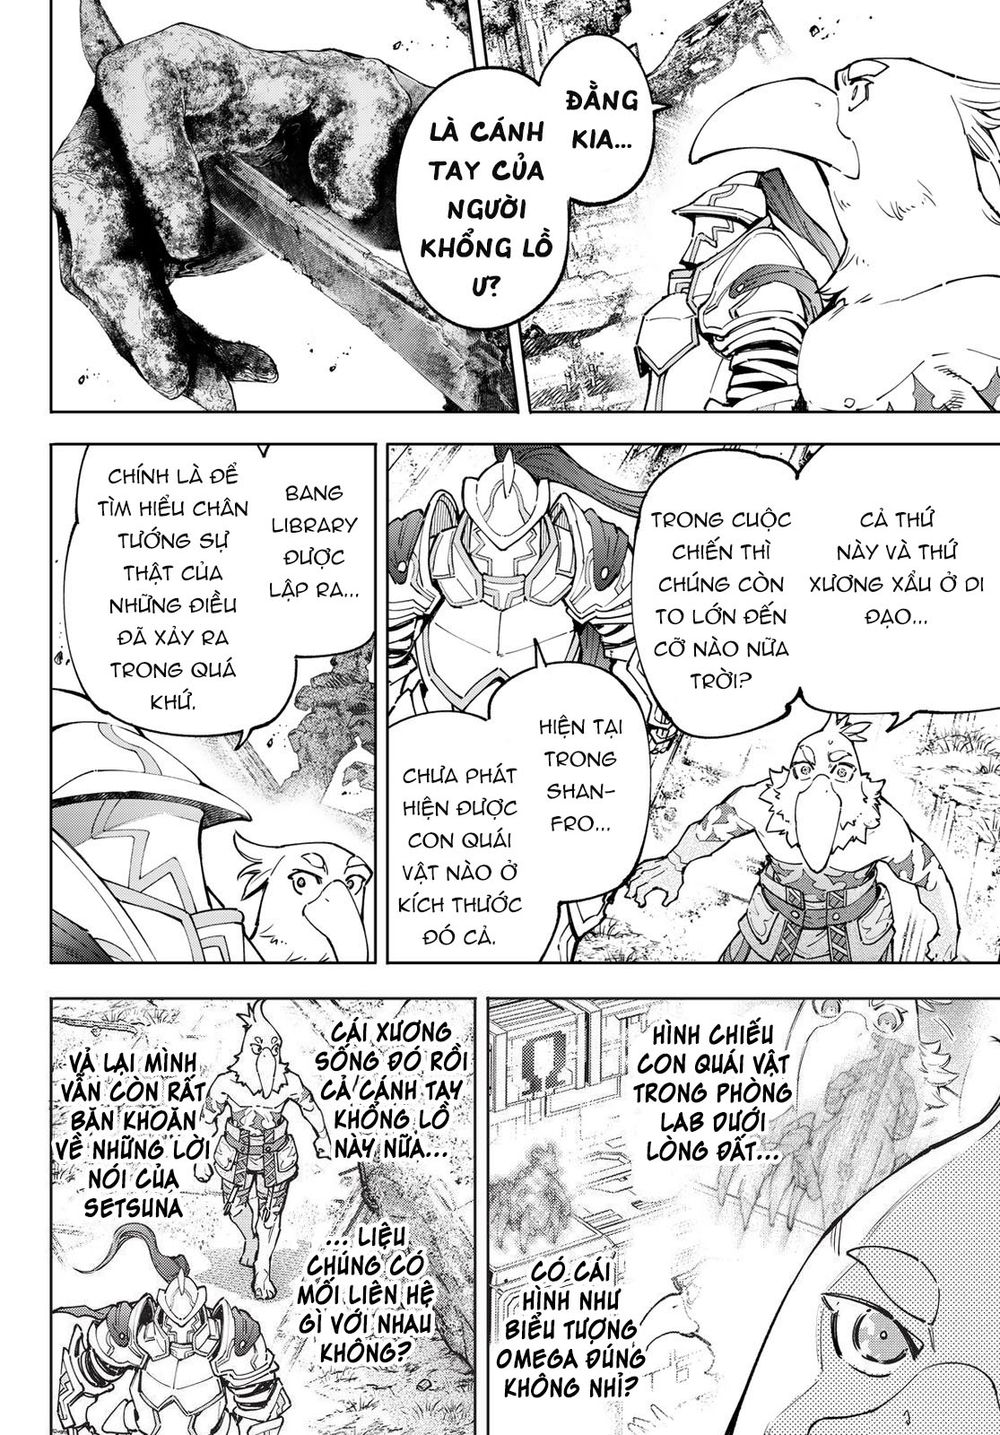 ĐẰNG
KIA...
LÀ CÁNH
TAY CỦA
NGƯỜI
KHỔNG LỒ
Ư?
CẢ THỨ
NÀY VÀ THỨ
XƯƠNG XẨU Ở DI
ĐẠO...
TRONG CUỘC
CHIẾN THÌ
CHÚNG CÒN
TO LỚN ĐẾN
CỠ NÀO NỮA
TRỜI?
HIỆN TẠI
TRONG
SHAN-
FRO...
CHƯA PHÁT
HIỆN ĐƯỢC
CON QUÁI
VẬT NÀO Ở
KÍCH THƯỚC
ĐÓ CẢ.
BANG
LIBRARY
ĐƯỢC
LẬP RA...
CHÍNH LÀ ĐỂ
TÌM HIỂU CHÂN
TƯỚNG SỰ
THẬT CỦA
NHỮNG ĐIỀU
ĐÃ XẢY RA
TRONG QUÁ
KHỨ.
HÌNH CHIẾU
CON QUÁI VẬT
TRONG PHÒNG
LAB DƯỚI
LÒNG ĐẤT...
CÓ CÁI
HÌNH NHƯ
BIỂU TƯỢNG
OMEGA ĐÚNG
KHÔNG NHỈ?
CÁI XƯƠNG
SỐNG ĐÓ RỒI
CẢ CÁNH TAY
KHỔNG LỒ
NÀY NỮA...
... LIỆU
CHÚNG CÓ
MỐI LIÊN HỆ
GÌ VỚI NHAU
KHÔNG?
VẢ LẠI MÌNH
VẪN CÒN RẤT
BĂN KHOĂN
VỀ NHỮNG LỜI
NÓI CỦA
SETSUNA
Ω